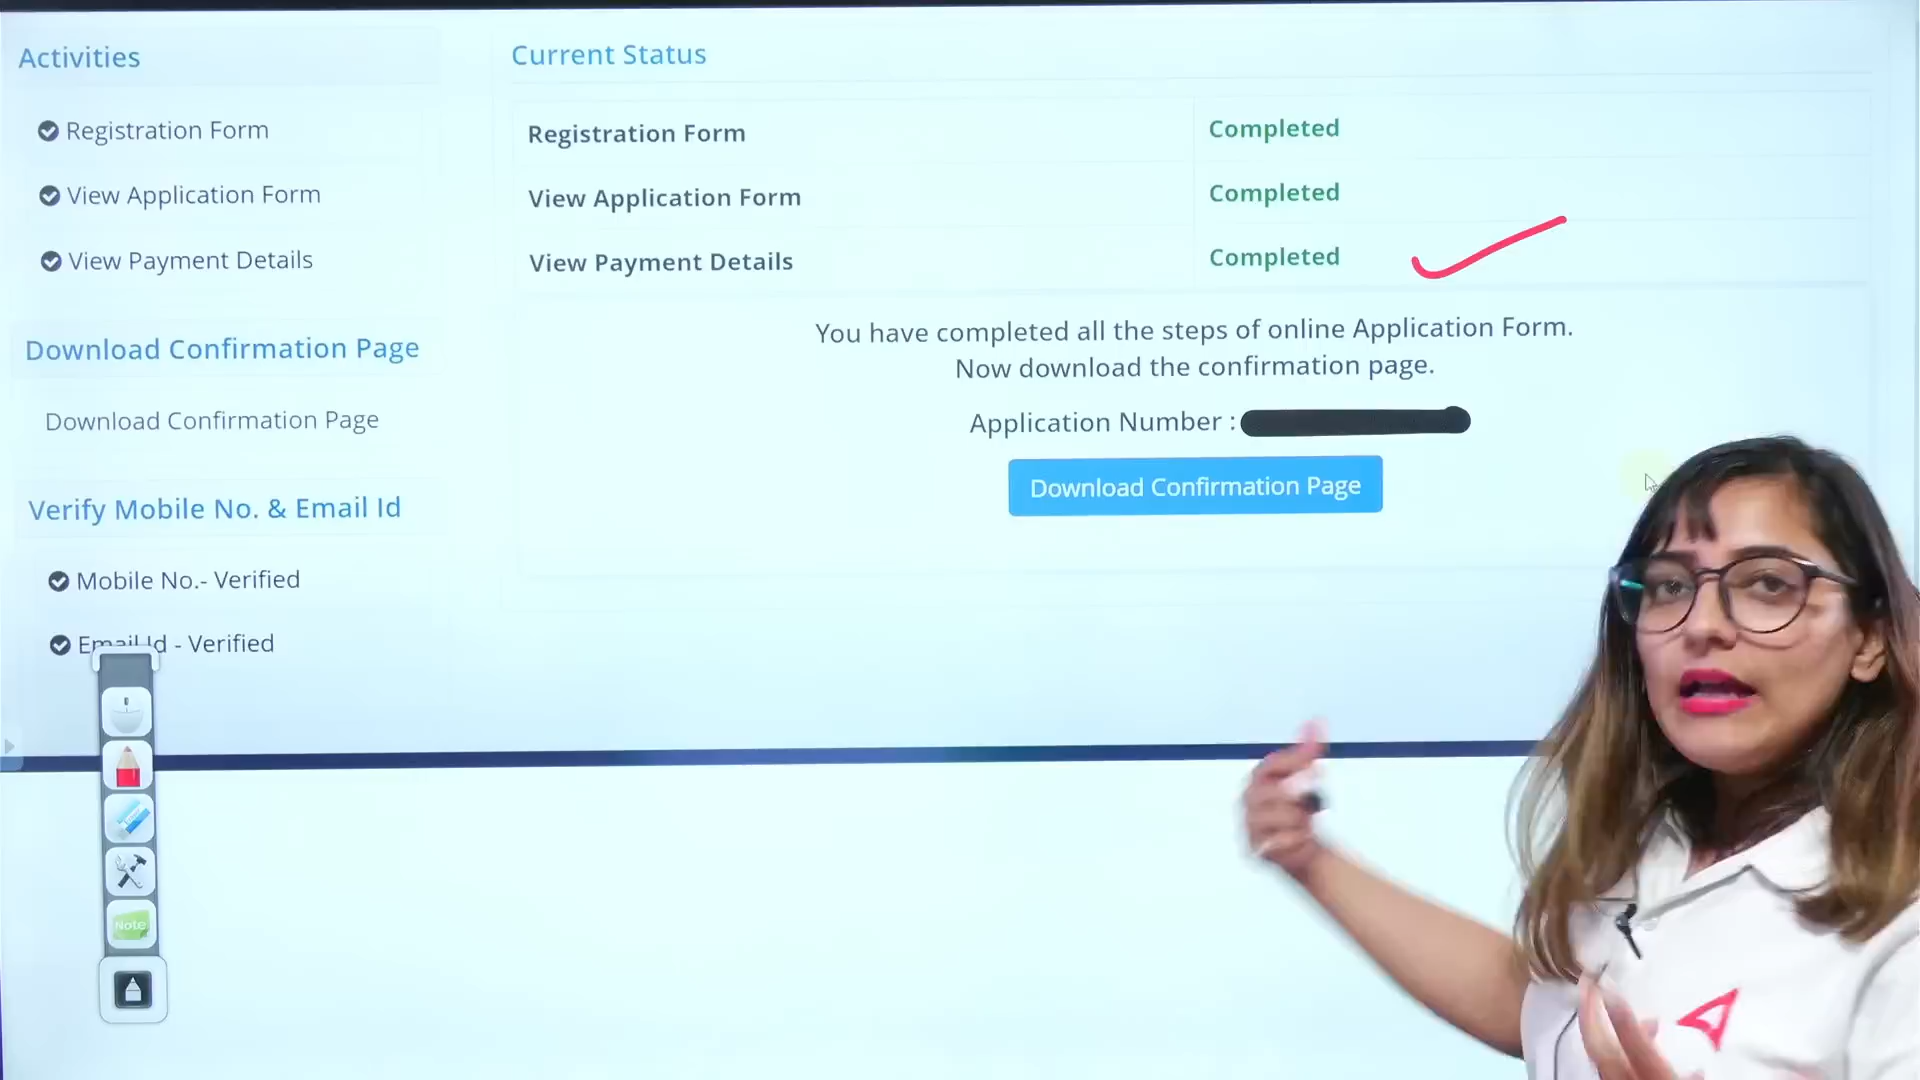 Activities
Registration Form
View Application Form
View Payment Details
Download Confirmation Page
Download Confirmation Page
Verify Mobile No. & Email Id
Mobile No.- Verified
Email Id - Verified
Current Status
Registration Form Completed
View Application Form Completed
View Payment Details Completed
You have completed all the steps of online Application Form.
Now download the confirmation page.
Application Number :
Download Confirmation Page
Note